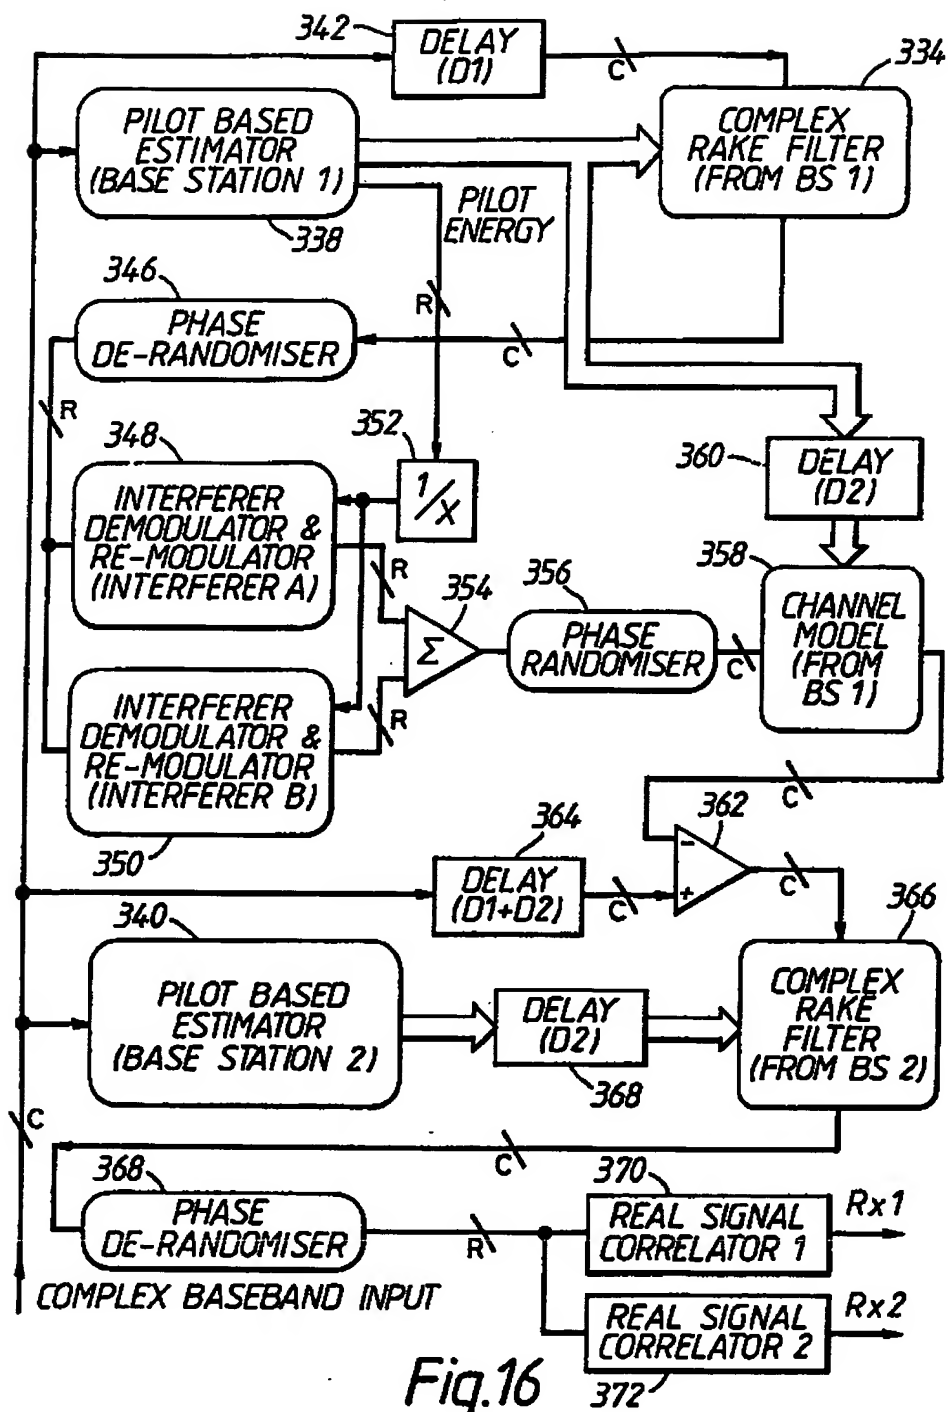 342
DELAY
(D1)
C
334
PILOT BASED
ESTIMATOR
(BASE STATION 1)
338
COMPLEX
RAKE FILTER
(FROM BS 1)
PILOT
ENERGY
346
R
PHASE
DE-RANDOMISER
C
R
348
352
1/X
360
DELAY
(D2)
INTERFERER
DEMODULATOR &
RE-MODULATOR
(INTERFERER A)
R
354
356
358
Σ
PHASE
RANDOMISER
C
CHANNEL
MODEL
(FROM
BS 1)
INTERFERER
DEMODULATOR &
RE-MODULATOR
(INTERFERER B)
R
350
C
362
364
-
+
DELAY
(D1+D2)
C
C
366
340
PILOT BASED
ESTIMATOR
(BASE STATION 2)
DELAY
(D2)
368
COMPLEX
RAKE
FILTER
(FROM BS 2)
C
C
368
PHASE
DE-RANDOMISER
R
370
REAL SIGNAL
CORRELATOR 1
Rx1
COMPLEX BASEBAND INPUT
REAL SIGNAL
CORRELATOR 2
Rx2
372
Fig.16